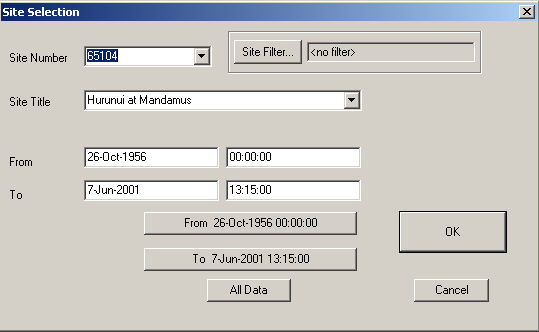 Site Selection
Site Number 65104 Site Filter... <no filter>
Site Title Hurunui at Mandamus
From 26-Oct-1956 00:00:00
To 7-Jun-2001 13:15:00
From 26-Oct-1956 00:00:00
OK
To 7-Jun-2001 13:15:00
All Data Cancel